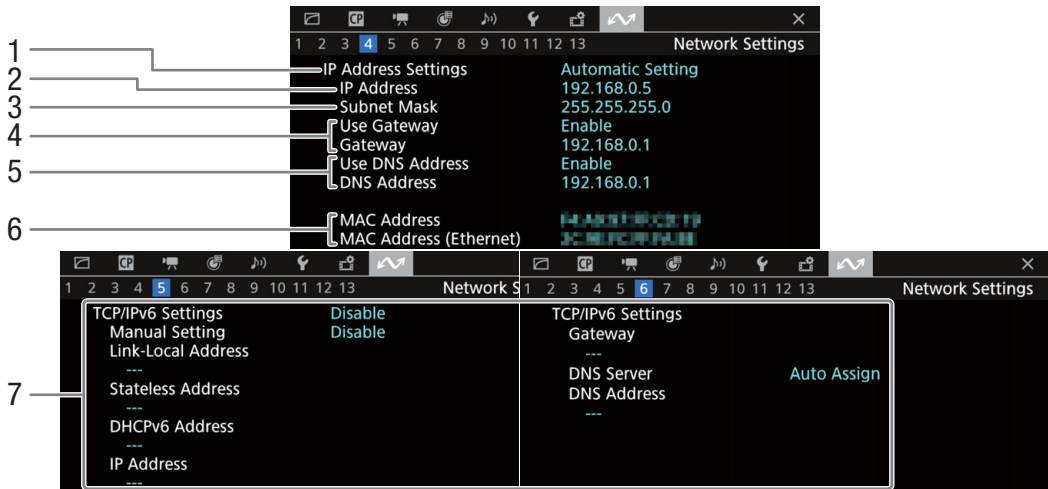 CP
1 2 3 4 5 6 7 8 9 10 11 12 13 Network Settings
1 IP Address Settings Automatic Setting
2 IP Address 192.168.0.5
3 Subnet Mask 255.255.255.0
4 Use Gateway Enable
Gateway 192.168.0.1
5 Use DNS Address Enable
DNS Address 192.168.0.1
6 MAC Address
MAC Address (Ethernet)
CP
1 2 3 4 5 6 7 8 9 10 11 12 13 Network S
7
TCP/IPv6 Settings Disable
Manual Setting Disable
Link-Local Address
---
Stateless Address
---
DHCPv6 Address
---
IP Address
---
CP
1 2 3 4 5 6 7 8 9 10 11 12 13 Network Settings
TCP/IPv6 Settings
Gateway
---
DNS Server Auto Assign
DNS Address
---